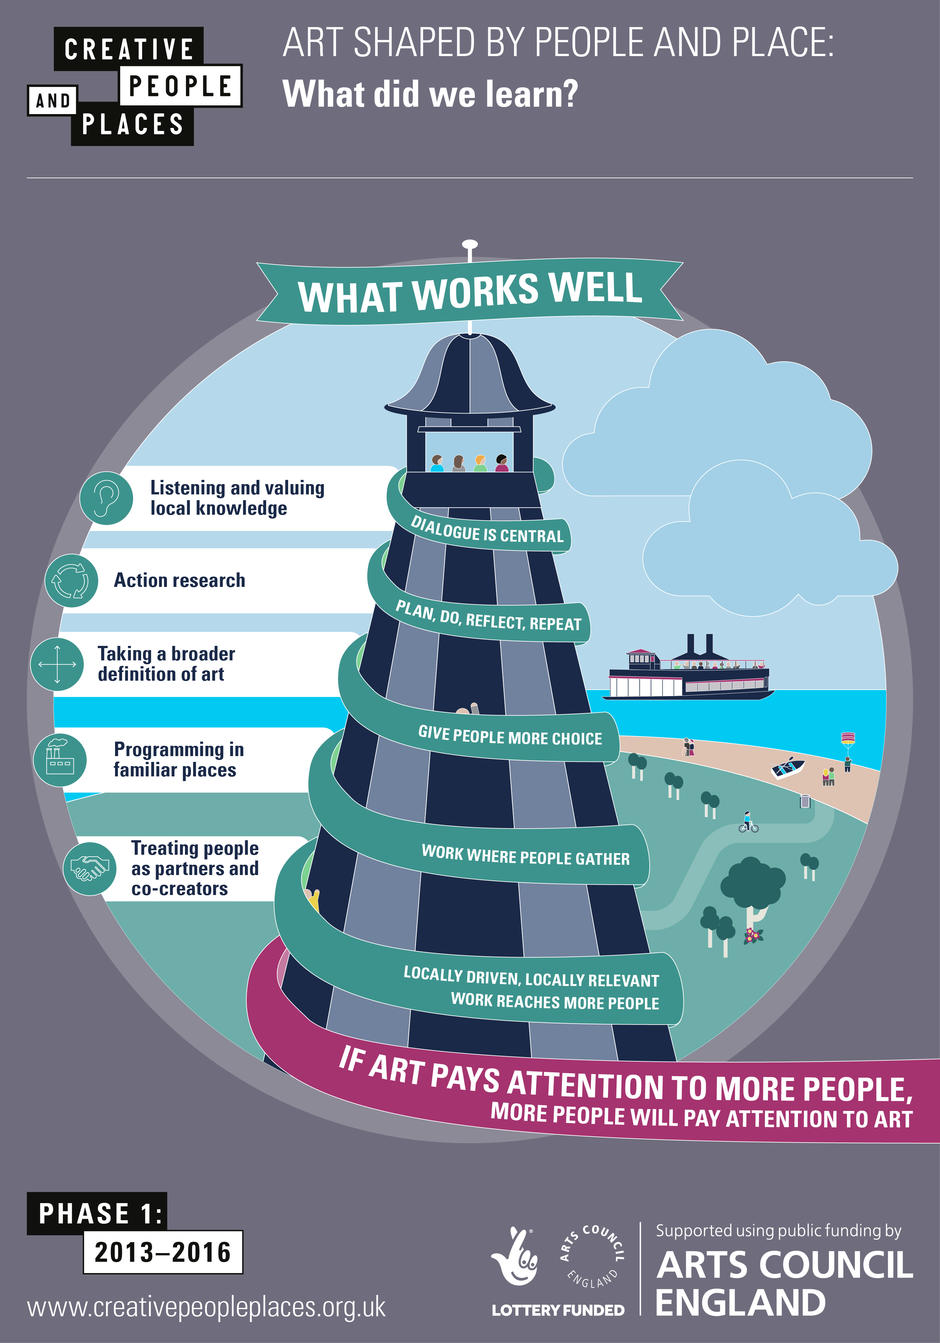 CREATIVE
PEOPLE
AND
PLACES
ART SHAPED BY PEOPLE AND PLACE:
What did we learn?
WHAT WORKS WELL
Listening and valuing
local knowledge
DIALOGUE IS CENTRAL
Action research
PLAN, DO, REFLECT, REPEAT
Taking a broader
definition of art
GIVE PEOPLE MORE CHOICE
Programming in
familiar places
WORK WHERE PEOPLE GATHER
Treating people
as partners and
co-creators
LOCALLY DRIVEN, LOCALLY RELEVANT
WORK REACHES MORE PEOPLE
IF ART PAYS ATTENTION TO MORE PEOPLE,
MORE PEOPLE WILL PAY ATTENTION TO ART
PHASE 1:
2013–2016
www.creativepeopleplaces.org.uk
LOTTERY FUNDED
ARTS COUNCIL
ENGLAND
Supported using public funding by
ARTS COUNCIL
ENGLAND